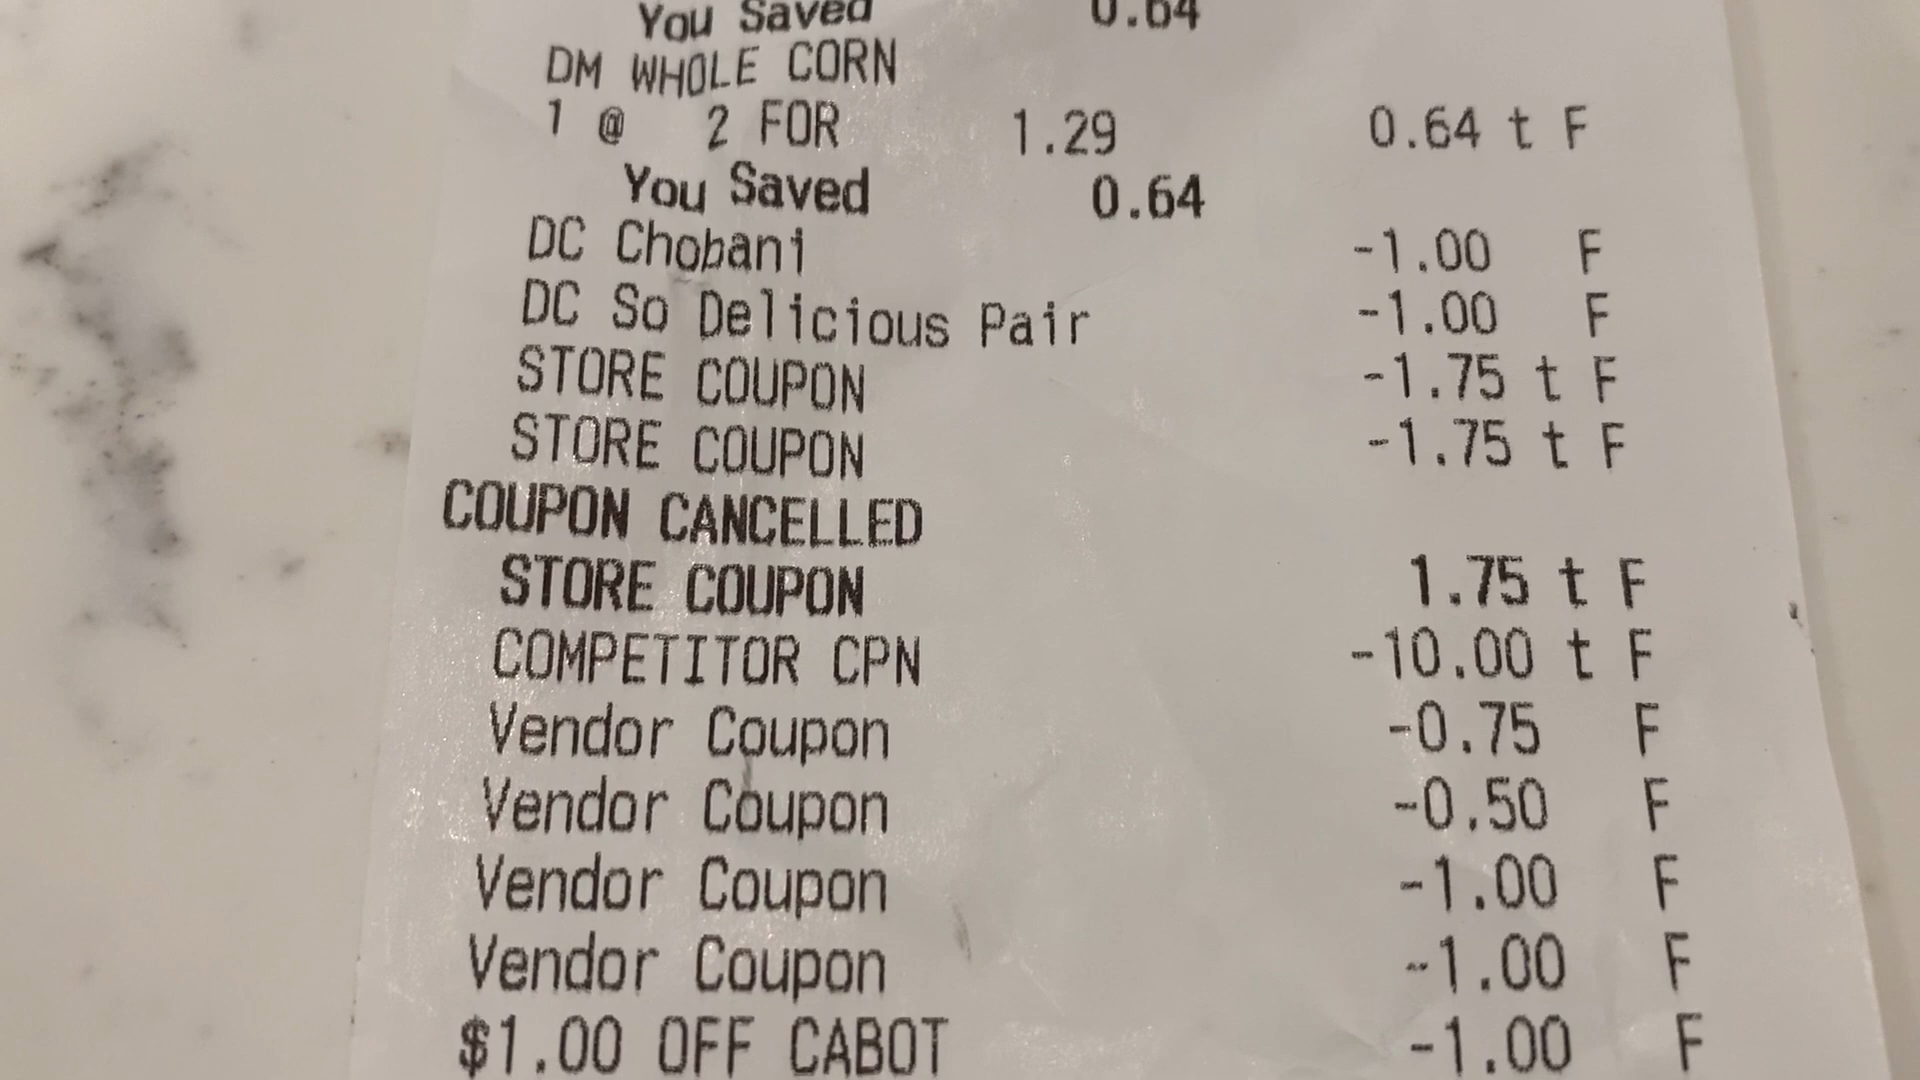 You Saved 0.64
DM WHOLE CORN
1 @ 2 FOR 1.29 0.64 t F
You Saved 0.64
DC Chobani -1.00 F
DC So Delicious Pair -1.00 F
STORE COUPON -1.75 t F
STORE COUPON -1.75 t F
COUPON CANCELLED
STORE COUPON 1.75 t F
COMPETITOR CPN -10.00 t F
Vendor Coupon -0.75 F
Vendor Coupon -0.50 F
Vendor Coupon -1.00 F
Vendor Coupon -1.00 F
$1.00 OFF CABOT -1.00 F